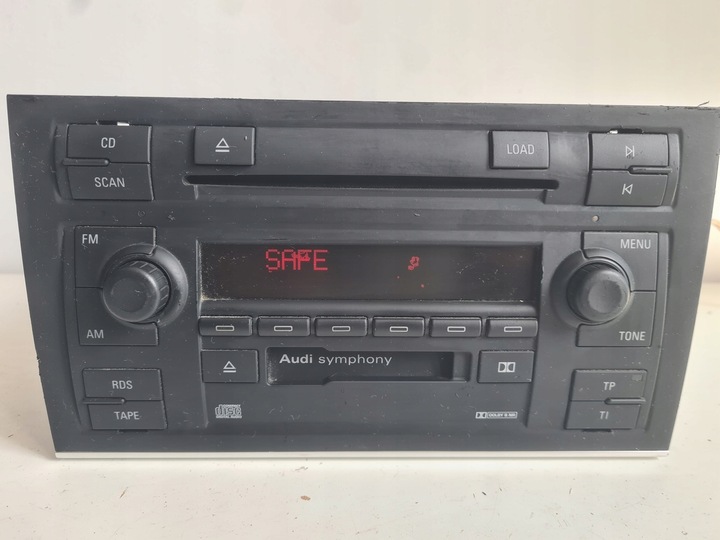 CD
LOAD
SCAN
FM
SAFE
MENU
AM
TONE
Audi symphony
RDS
TP
TAPE
TI